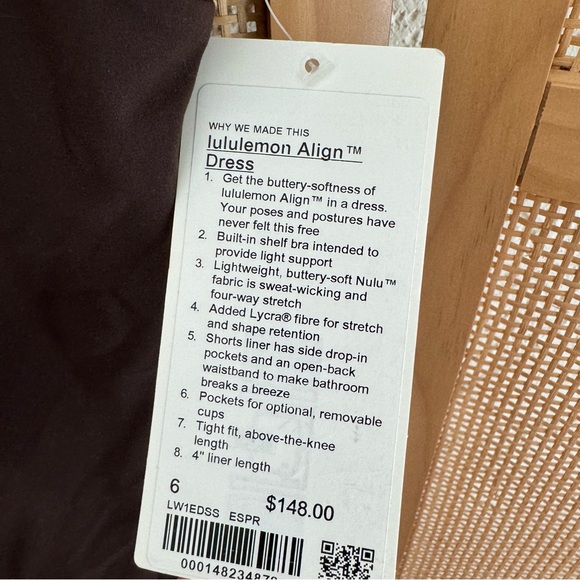 WHY WE MADE THIS
lululemon Align™
Dress
1. Get the buttery-softness of
lululemon Align™ in a dress.
Your poses and postures have
never felt this free
2. Built-in shelf bra intended to
provide light support
3. Lightweight, buttery-soft Nulu™
fabric is sweat-wicking and
four-way stretch
4. Added Lycra® fibre for stretch
and shape retention
5. Shorts liner has side drop-in
pockets and an open-back
waistband to make bathroom
breaks a breeze
6. Pockets for optional, removable
cups
7. Tight fit, above-the-knee
length
8. 4" liner length
6 $148.00
LW1EDSS ESPR